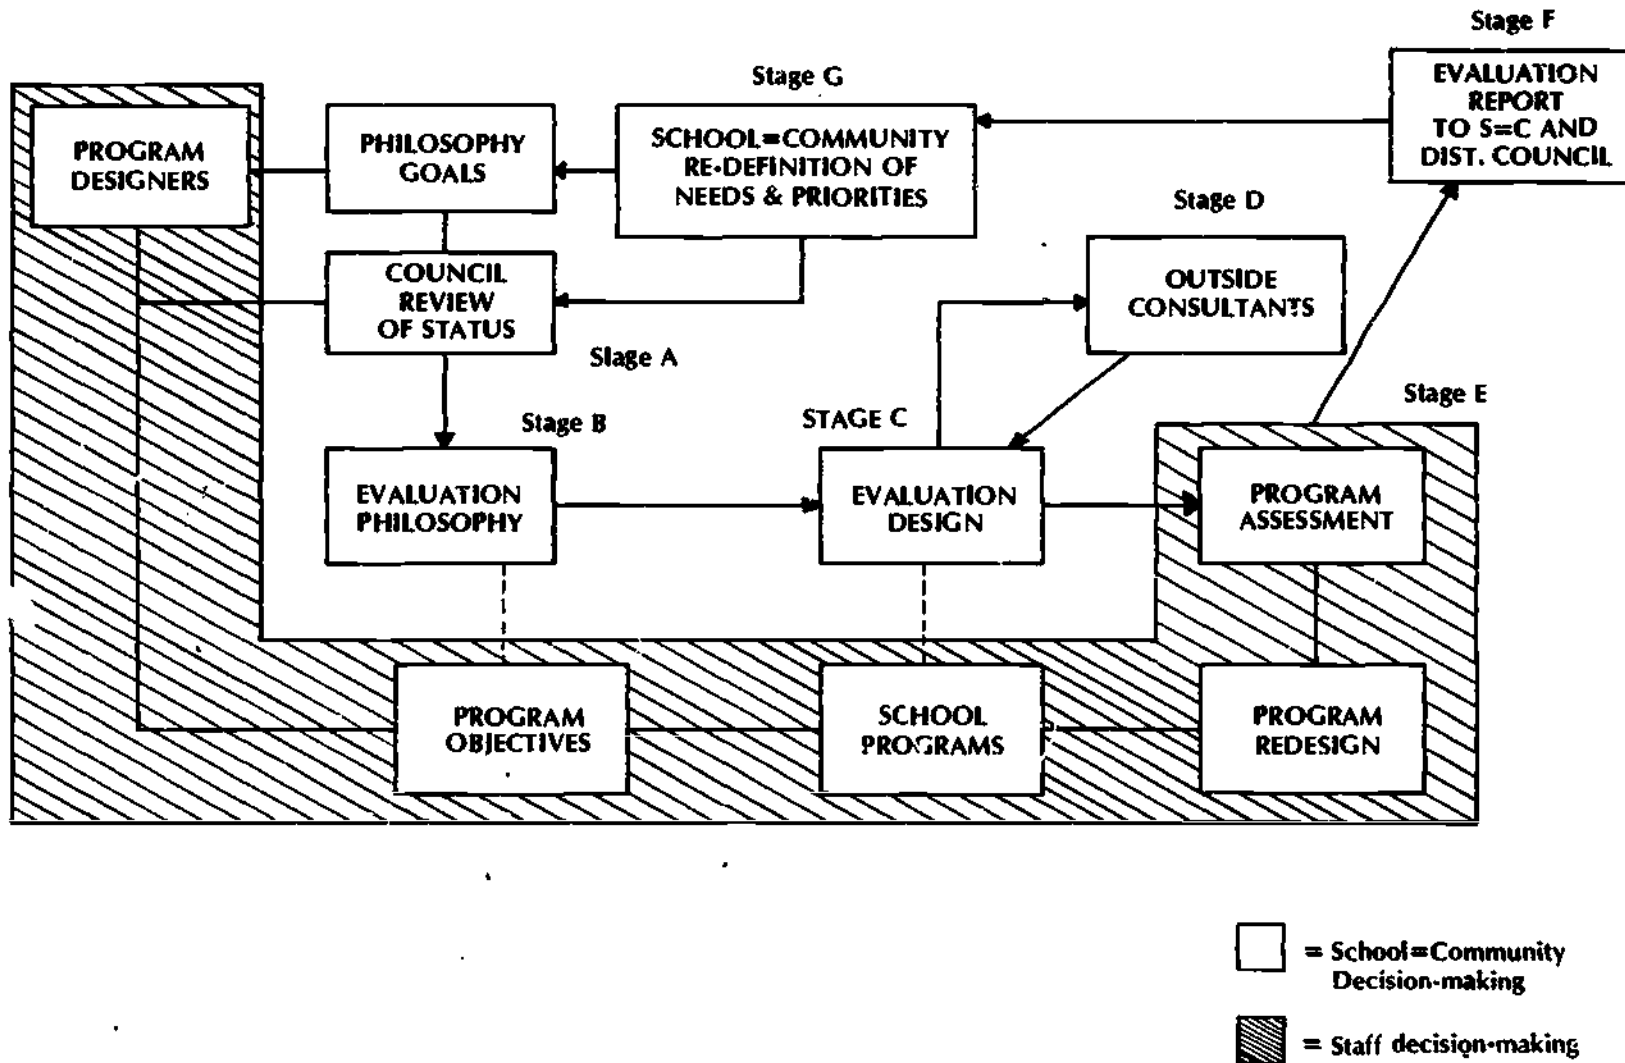 Stage F
EVALUATION
REPORT
TO S=C AND
DIST. COUNCIL
Stage G
SCHOOL=COMMUNITY
RE-DEFINITION OF
NEEDS & PRIORITIES
PHILOSOPHY
GOALS
PROGRAM
DESIGNERS
COUNCIL
REVIEW
OF STATUS
Slage A
Stage D
OUTSIDE
CONSULTANTS
Stage B
EVALUATION
PHILOSOPHY
STAGE C
EVALUATION
DESIGN
Stage E
PROGRAM
ASSESSMENT
PROGRAM
OBJECTIVES
SCHOOL
PROGRAMS
PROGRAM
REDESIGN
= School=Community
Decision-making
= Staff decision-making